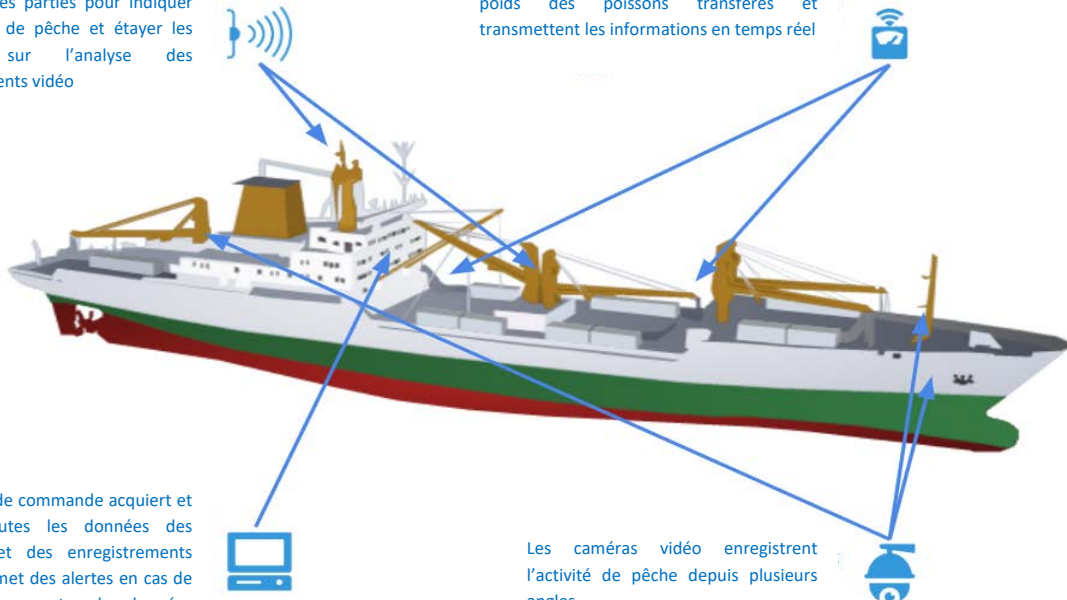 es parties pour indiquer
de pêche et étayer les
sur l'analyse des
ents vidéo
poids des poissons transférés et
transmettent les informations en temps réel
de commande acquiert et
utes les données des
et des enregistrements
met des alertes en cas de
Les caméras vidéo enregistrent
l'activité de pêche depuis plusieurs
angles